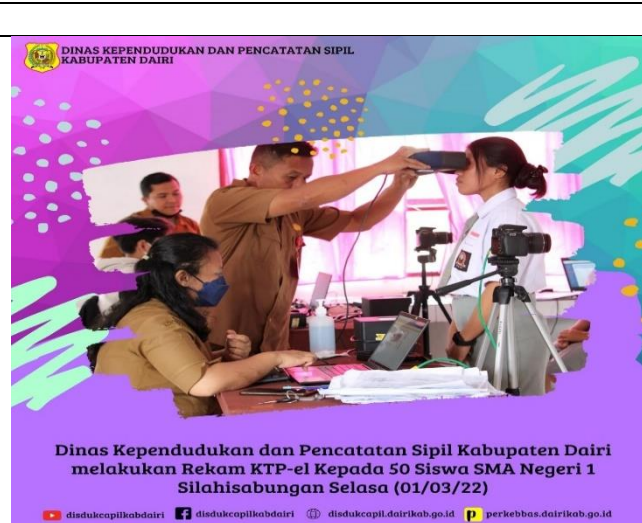 DINAS KEPENDUDUKAN DAN PENCATATAN SIPIL
KABUPATEN DAIRI
Dinas Kependudukan dan Pencatatan Sipil Kabupaten Dairi
melakukan Rekam KTP-el Kepada 50 Siswa SMA Negeri 1
Silahisabungan Selasa (01/03/22)
disdukcapilkabdairi disdukcapilkabdairi disdukcapil.dairikab.go.id perkebbas.dairikab.go.id